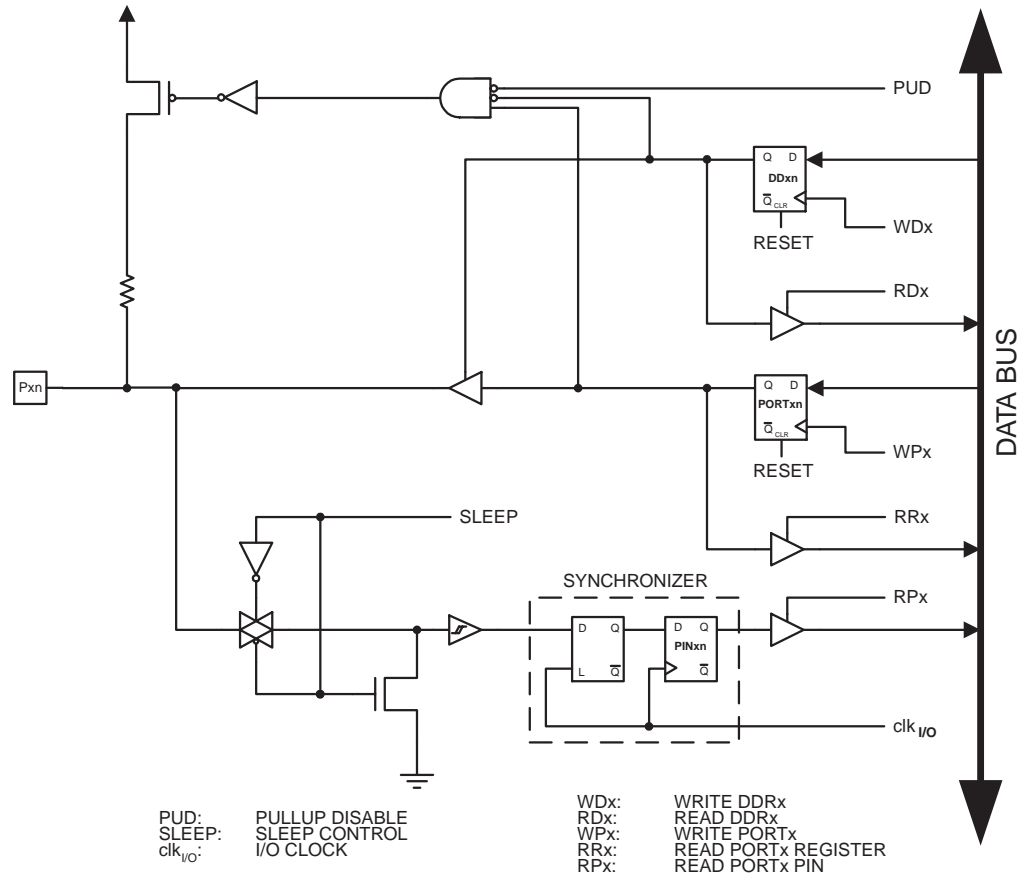 PUD
Q D
DDxn
Q CLR
WDx
RESET
RDx
Pxn
Q D
PORTxn
Q CLR
WPx
RESET
DATA BUS
SLEEP
RRx
SYNCHRONIZER
RPx
D Q
L Q
D Q
PINxn
Q
clk I/O
PUD: PULLUP DISABLE
SLEEP: SLEEP CONTROL
clkI/O: I/O CLOCK
WDx: WRITE DDRx
RDx: READ DDRx
WPx: WRITE PORTx
RRx: READ PORTx REGISTER
RPx: READ PORTx PIN